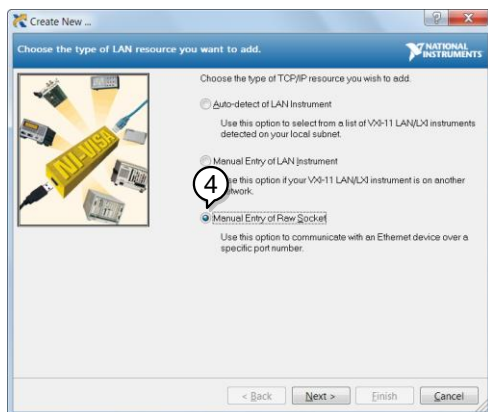 Create New ...
Choose the type of LAN resource you want to add.
NATIONAL
INSTRUMENTS
Choose the type of TCP/IP resource you wish to add.
Auto-detect of LAN Instrument
Use this option to select from a list of VXI-11 LAN/LXI instruments
detected on your local subnet.
Manual Entry of LAN Instrument
use this option if your VXI-11 LAN/LXI instrument is on another
network.
4
Manual Entry of Raw Socket
Use this option to communicate with an Ethernet device over a
specific port number.
NI-VISA
< Back
Next >
Finish
Cancel